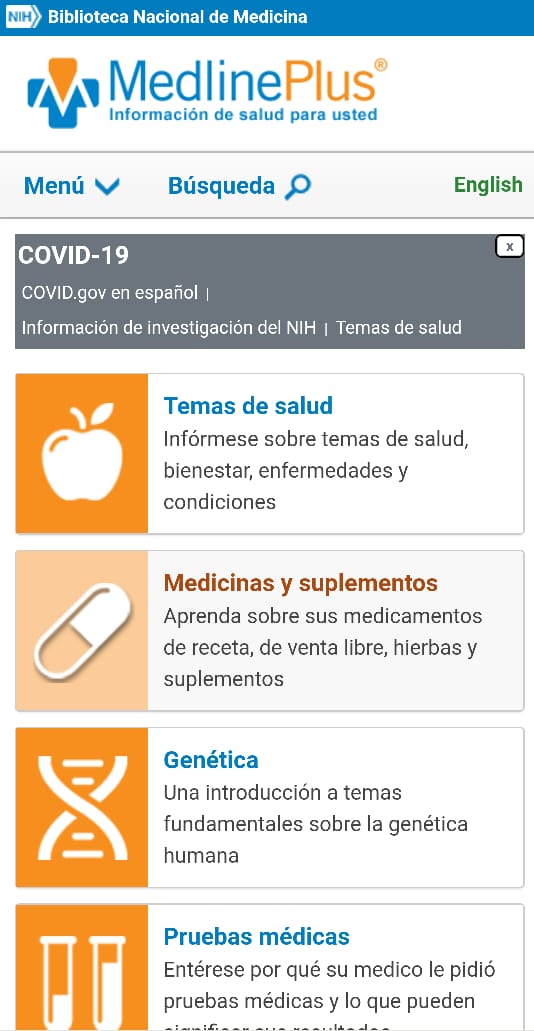 NIH Biblioteca Nacional de Medicina
MedlinePlus®
Información de salud para usted
Menú Búsqueda English
COVID-19 x
COVID.gov en español |
Información de investigación del NIH | Temas de salud
Temas de salud
Infórmese sobre temas de salud,
bienestar, enfermedades y
condiciones
Medicinas y suplementos
Aprenda sobre sus medicamentos
de receta, de venta libre, hierbas y
suplementos
Genética
Una introducción a temas
fundamentales sobre la genética
humana
Pruebas médicas
Entérese por qué su medico le pidió
pruebas médicas y lo que pueden